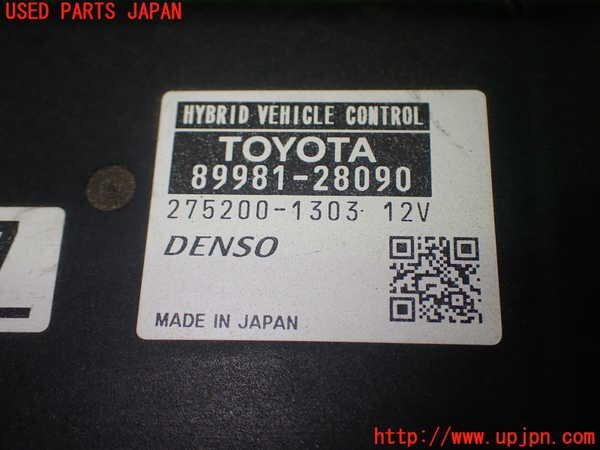 USED PARTS JAPAN
HYBRID VEHICLE CONTROL
TOYOTA
89981-28090
275200-1303 12V
DENSO
MADE IN JAPAN
http://www.upjpn.com/